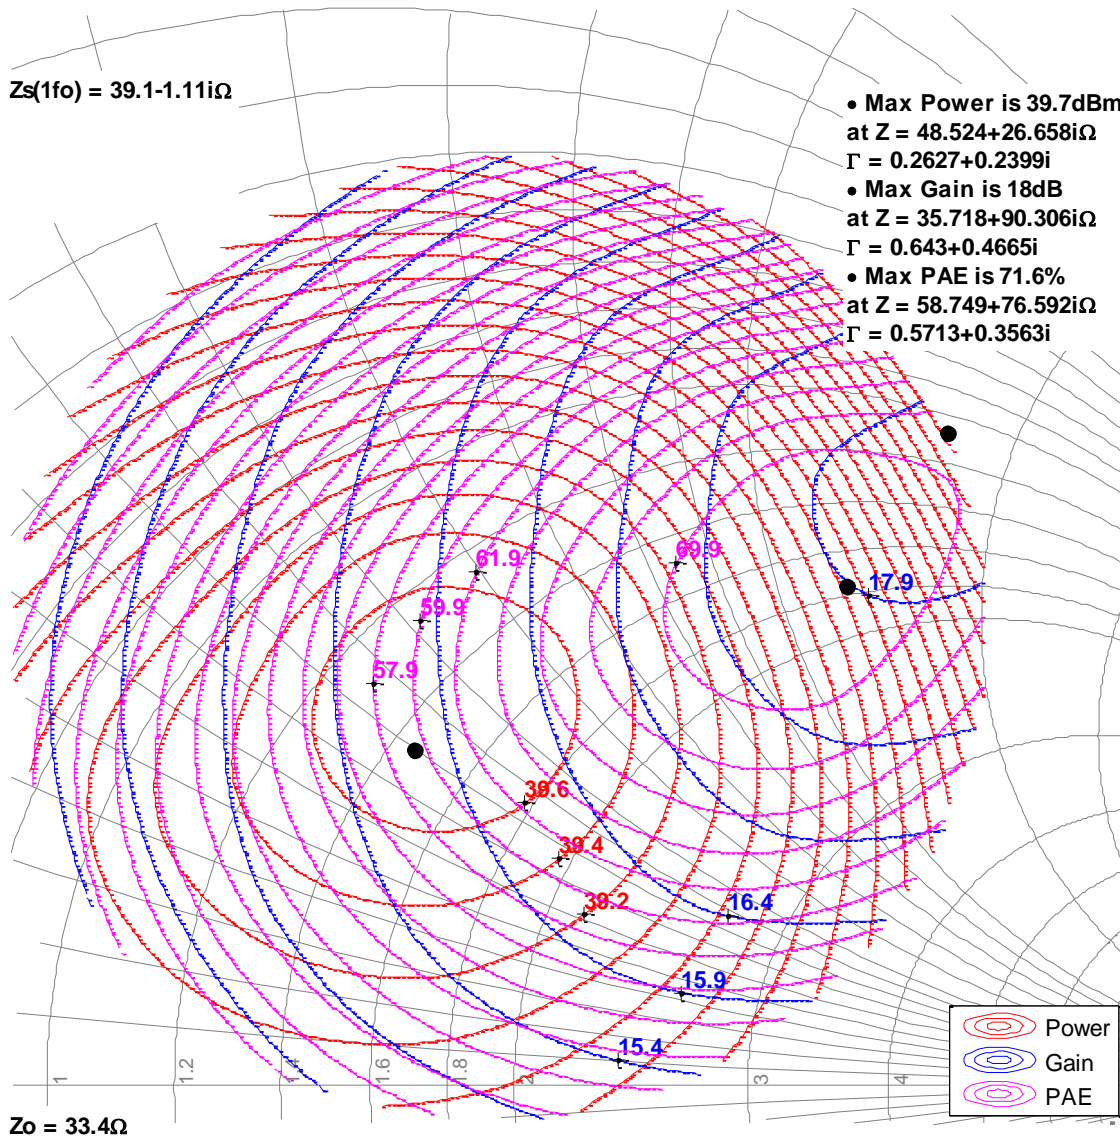 Zs(1fo) = 39.1-1.11iΩ
• Max Power is 39.7dBm
at Z = 48.524+26.658iΩ
Γ = 0.2627+0.2399i
• Max Gain is 18dB
at Z = 35.718+90.306iΩ
Γ = 0.643+0.4665i
• Max PAE is 71.6%
at Z = 58.749+76.592iΩ
Γ = 0.5713+0.3563i
61.9
69.9
17.9
59.9
57.9
39.6
39.4
39.2
16.4
15.9
15.4
1
1.2
1.4
1.6
1.8
2
3
4
Power
Gain
PAE
Zo = 33.4Ω